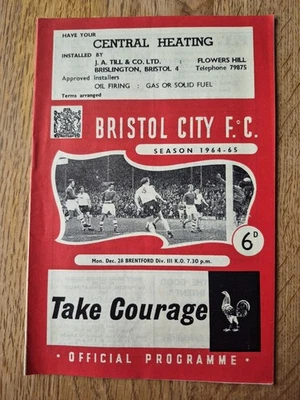 HAVE YOUR
CENTRAL HEATING
INSTALLED BY
J. A. TILL & CO. LTD. : FLOWERS HILL
BRISLINGTON, BRISTOL 4 Telephone 79875
Approved installers
OIL FIRING : GAS OR SOLID FUEL
Terms arranged
BRISTOL CITY F.C.
SEASON 1964-65
6D
Mon. Dec. 28 BRENTFORD Div. III K.O. 7.30 p.m.
Take Courage
· OFFICIAL PROGRAMME ·